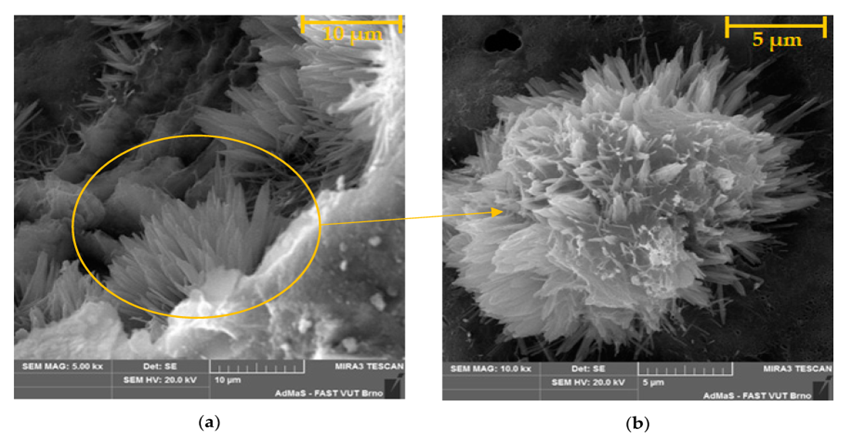 10 µm
5 µm
SEM MAG: 5.00 kx
Det: SE
MIRA3 TESCAN
SEM HV: 20.0 kV
10 µm
AdMaS - FAST VUT Brno
SEM MAG: 10.0 kx
Det: SE
MIRA3 TESCAN
SEM HV: 20.0 kV
5 µm
AdMaS - FAST VUT Brno
(a)
(b)